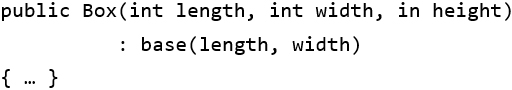 public Box(int length, int width, in height)
: base(length, width)
{ … }